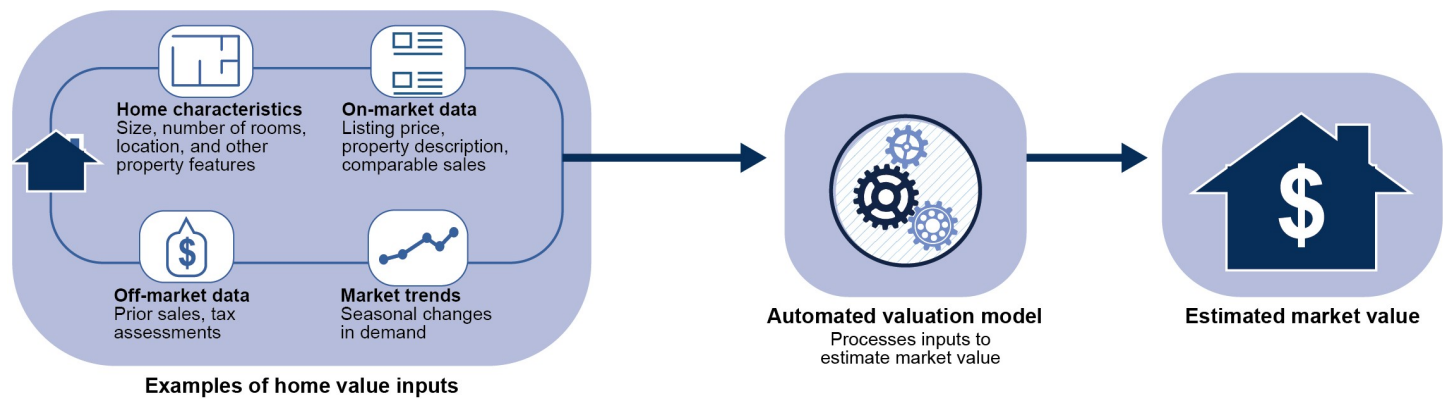 Home characteristics
Size, number of rooms,
location, and other
property features
On-market data
Listing price,
property description,
comparable sales
$
Off-market data
Prior sales, tax
assessments
Market trends
Seasonal changes
in demand
Examples of home value inputs
Automated valuation model
Processes inputs to
estimate market value
$
Estimated market value